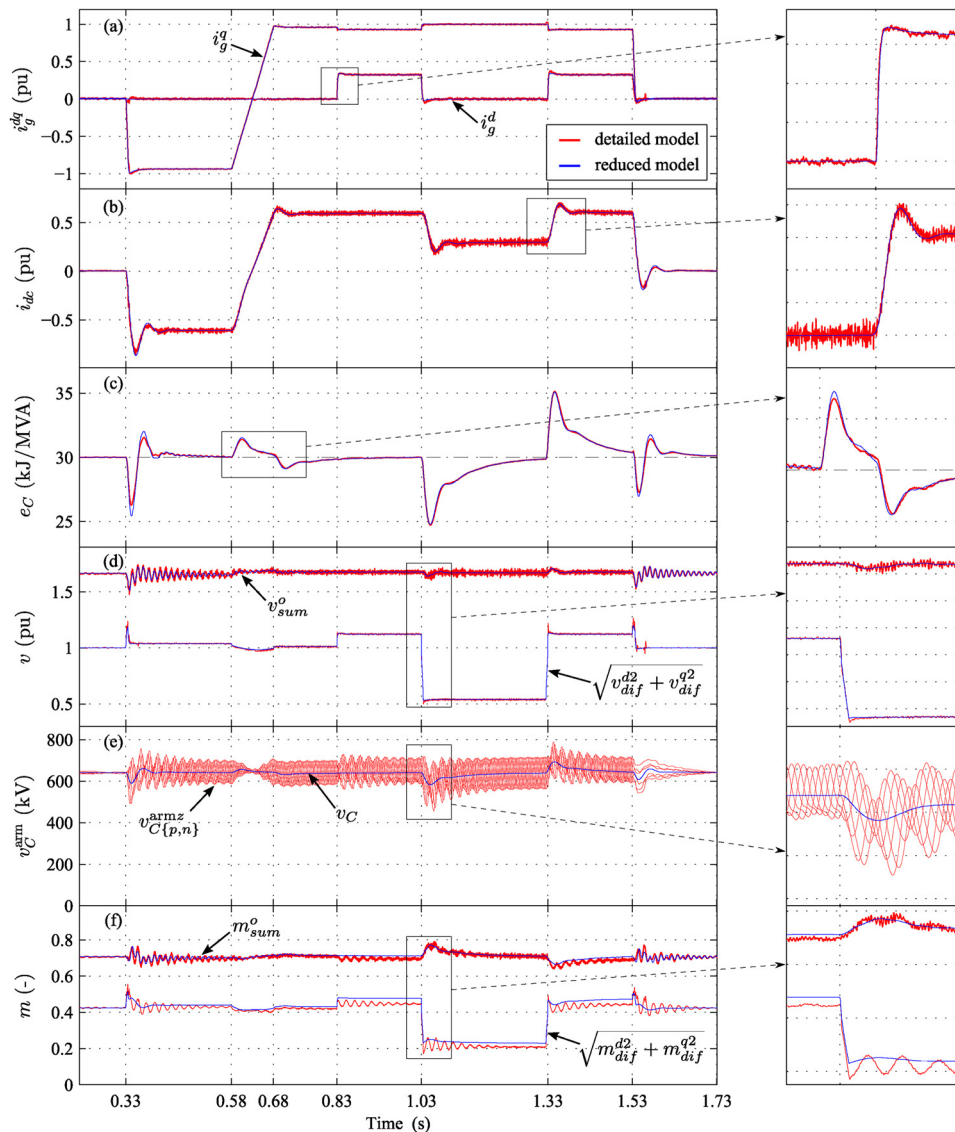 (a)
1
0.5
0
−0.5
−1
i_g^{dq} (pu)
i_g^q
i_g^d
detailed model
reduced model
(b)
0.5
0
−0.5
i_{dc} (pu)
(c)
35
30
25
e_C (kJ/MVA)
(d)
1.5
1
0.5
v (pu)
v_{sum}^o
√(v_{dif}^{d2} + v_{dif}^{q2})
(e)
800
600
400
200
0
v_C^{arm} (kV)
v_{C{p,n}}^{armz}
v_C
(f)
0.8
0.6
0.4
0.2
0
m (-)
m_{sum}^o
√(m_{dif}^{d2} + m_{dif}^{q2})
0.33 0.58 0.68 0.83 1.03 1.33 1.53 1.73
Time (s)